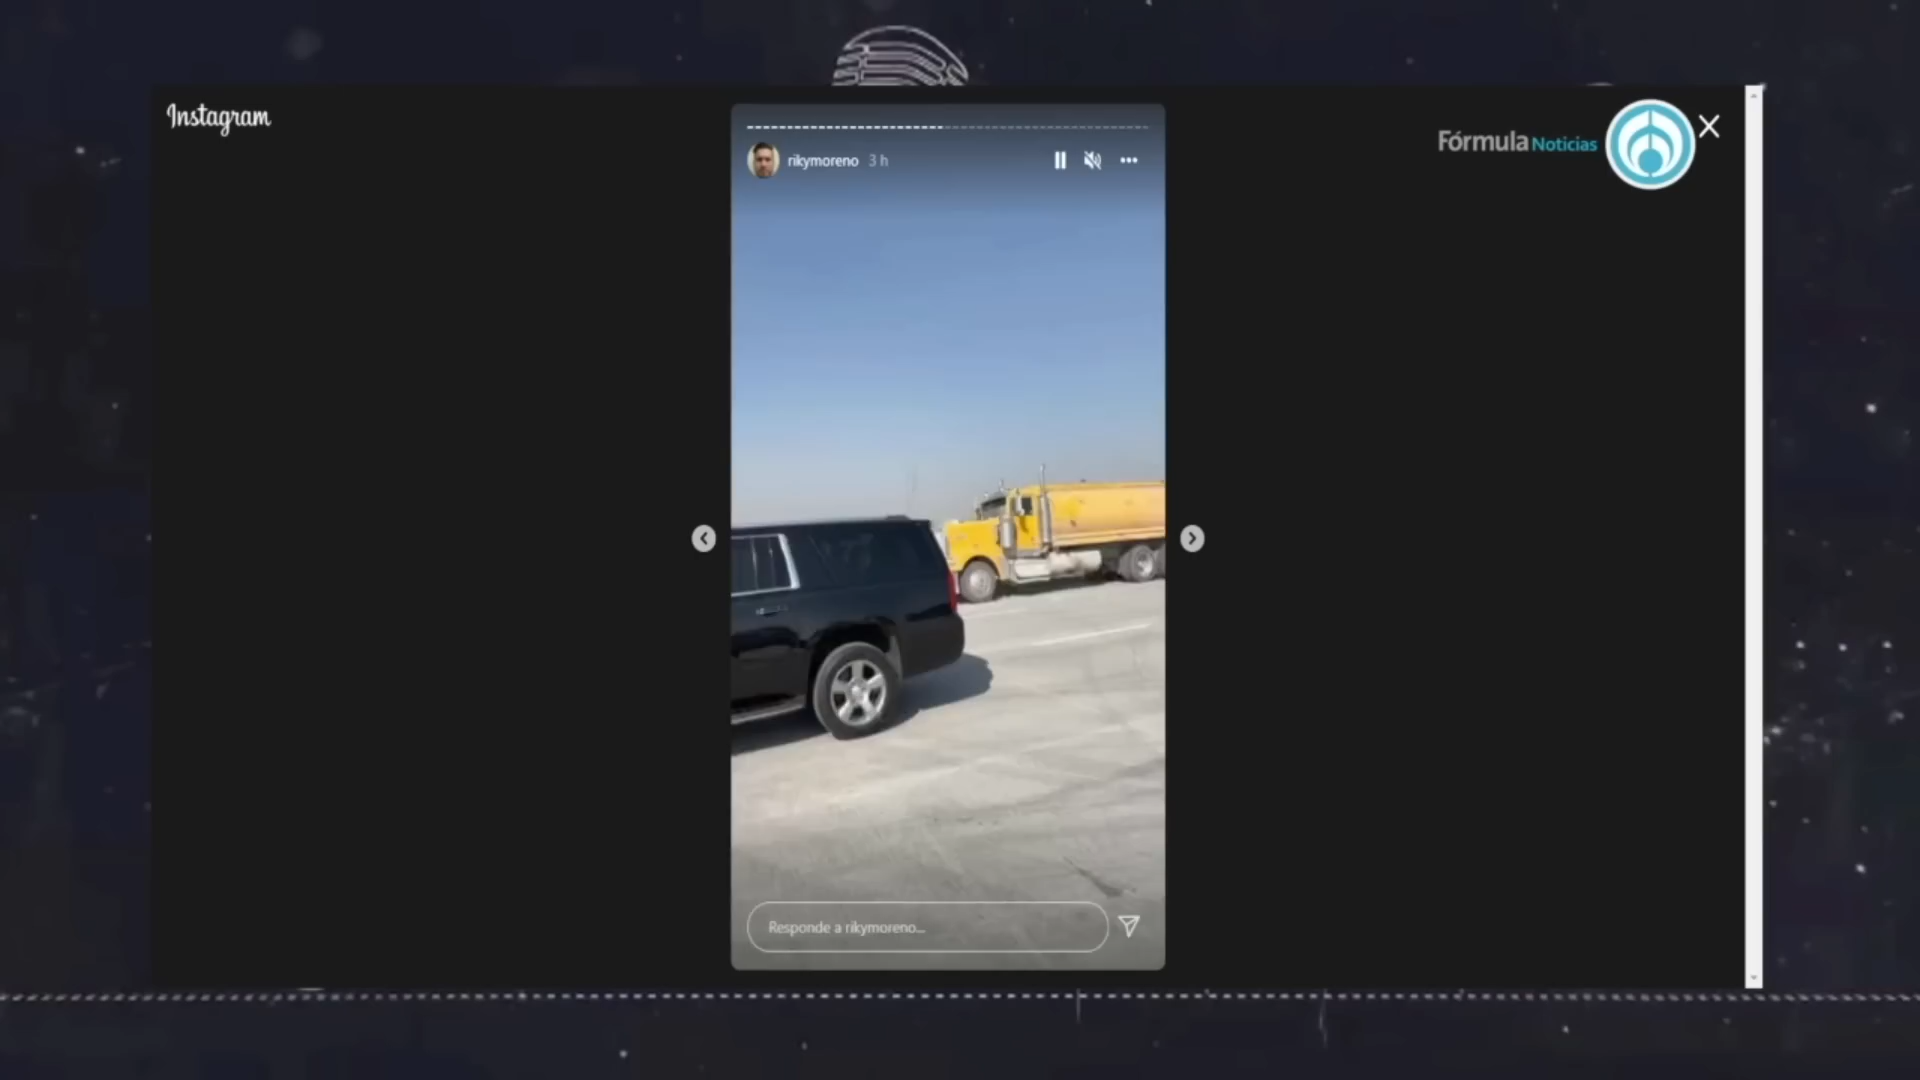 Instagram
Fórmula Noticias
rikymoreno 3 h
Responde a rikymoreno...